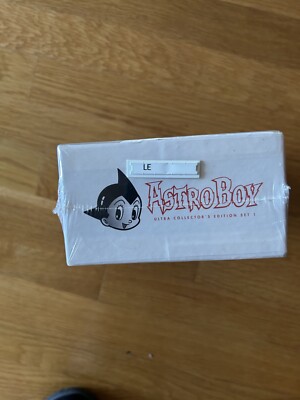 LE
ASTROBOY
ULTRA COLLECTOR'S EDITION SET 1